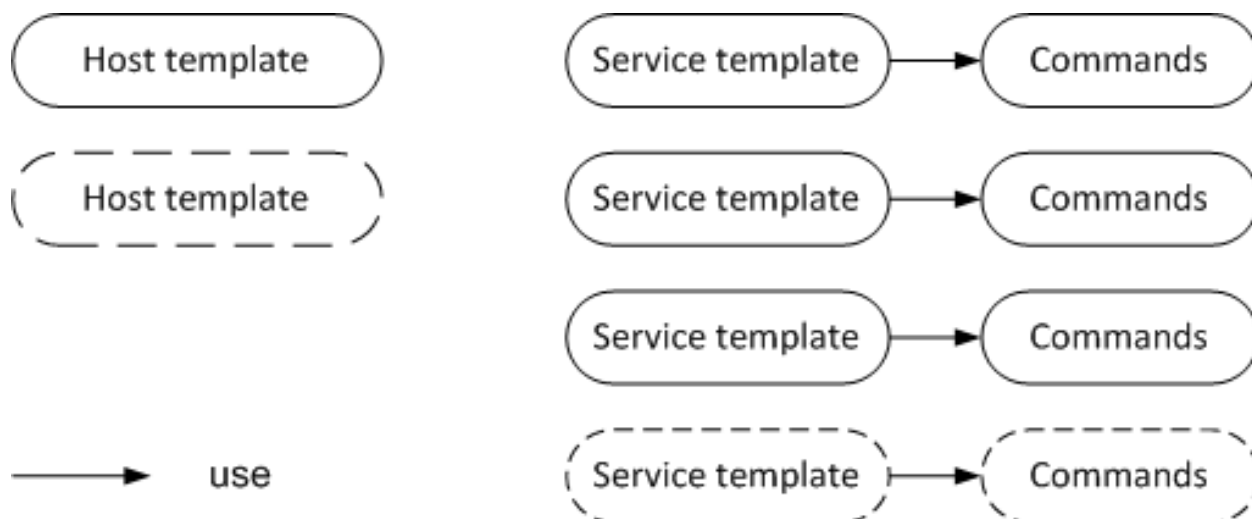 Host template
Service template
Commands
Host template
Service template
Commands
Service template
Commands
use
Service template
Commands